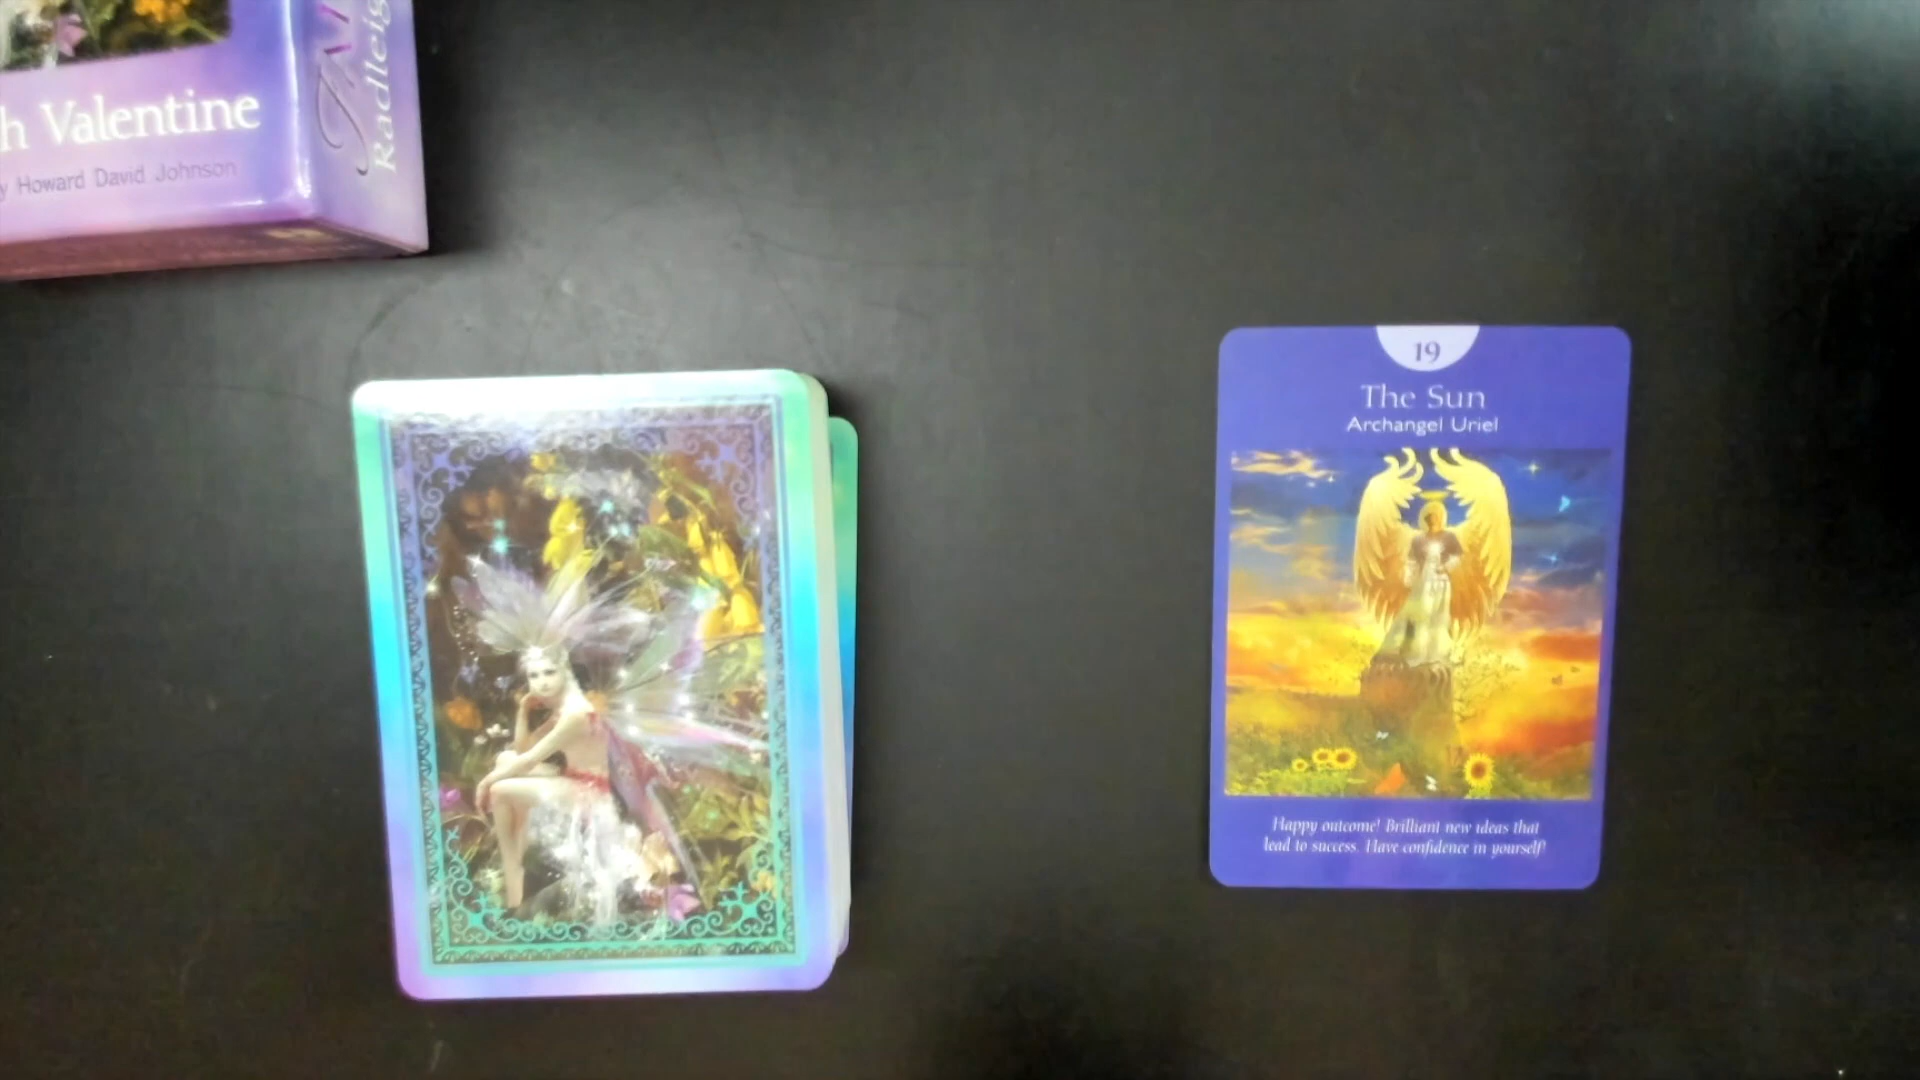 h Valentine
y Howard David Johnson
Radleig
19
The Sun
Archangel Uriel
Happy outcome! Brilliant new ideas that
lead to success. Have confidence in yourself!